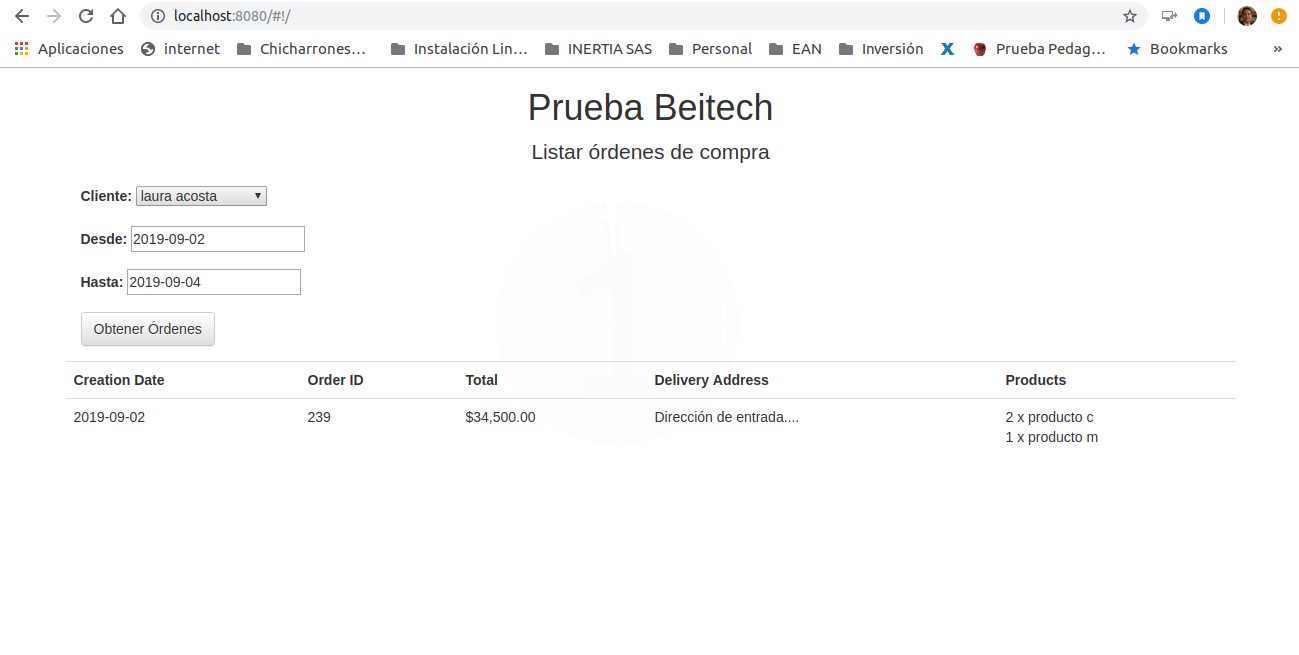 localhost:8080/#!/
Aplicaciones internet Chicharrones... Instalación Lin... INERTIA SAS Personal EAN Inversión X Prueba Pedag... Bookmarks »
Prueba Beitech
Listar órdenes de compra
Cliente: laura acosta
Desde: 2019-09-02
Hasta: 2019-09-04
1
Obtener Órdenes
Creation Date Order ID Total Delivery Address Products
2019-09-02 239 $34,500.00 Dirección de entrada.... 2 x producto c
1 x producto m